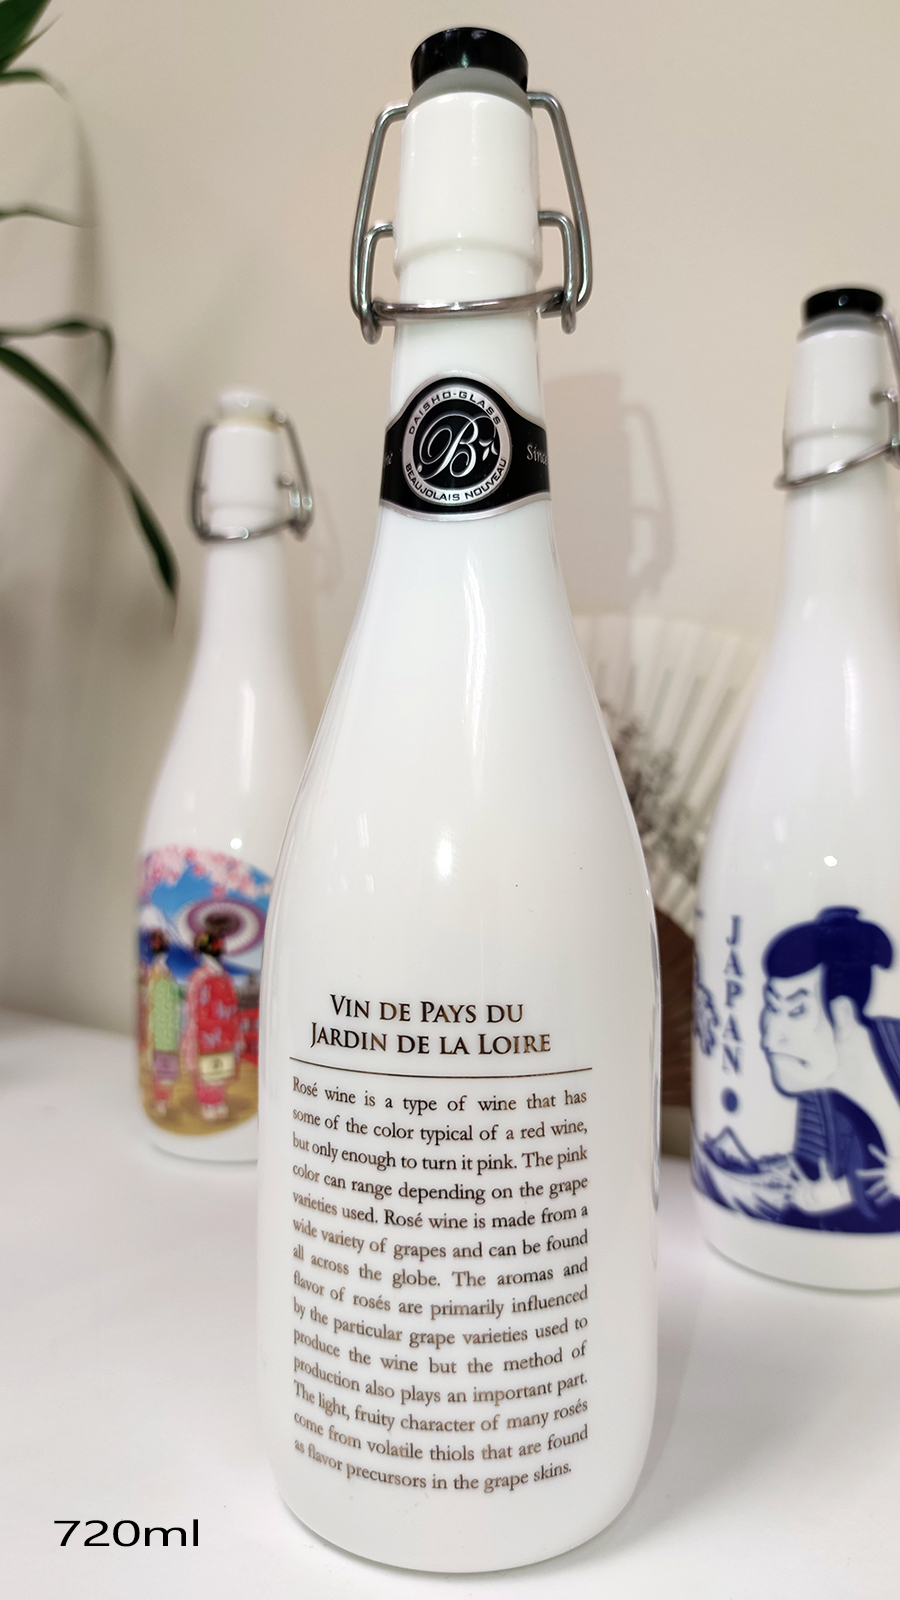 DAISHO-GLASS
B
BEAUJOLAIS NOUVEAU
VIN DE PAYS DU
JARDIN DE LA LOIRE
Rosé wine is a type of wine that has
some of the color typical of a red wine,
but only enough to turn it pink. The pink
color can range depending on the grape
varieties used. Rosé wine is made from a
wide variety of grapes and can be found
all across the globe. The aromas and
flavor of rosés are primarily influenced
by the particular grape varieties used to
produce the wine but the method of
production also plays an important part.
The light, fruity character of many rosés
come from volatile thiols that are found
as flavor precursors in the grape skins.
JAPAN
720ml